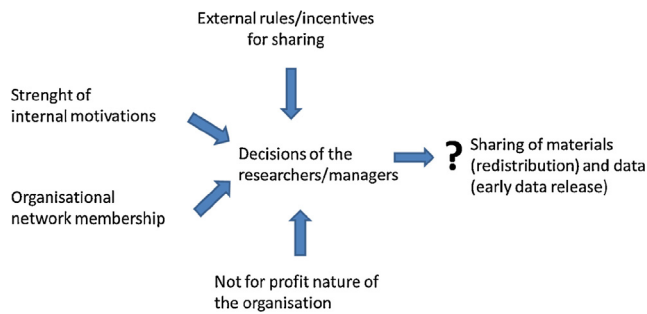 External rules/incentives
for sharing
Strenght of
internal motivations
Decisions of the
researchers/managers
? Sharing of materials
(redistribution) and data
(early data release)
Organisational
network membership
Not for profit nature of
the organisation